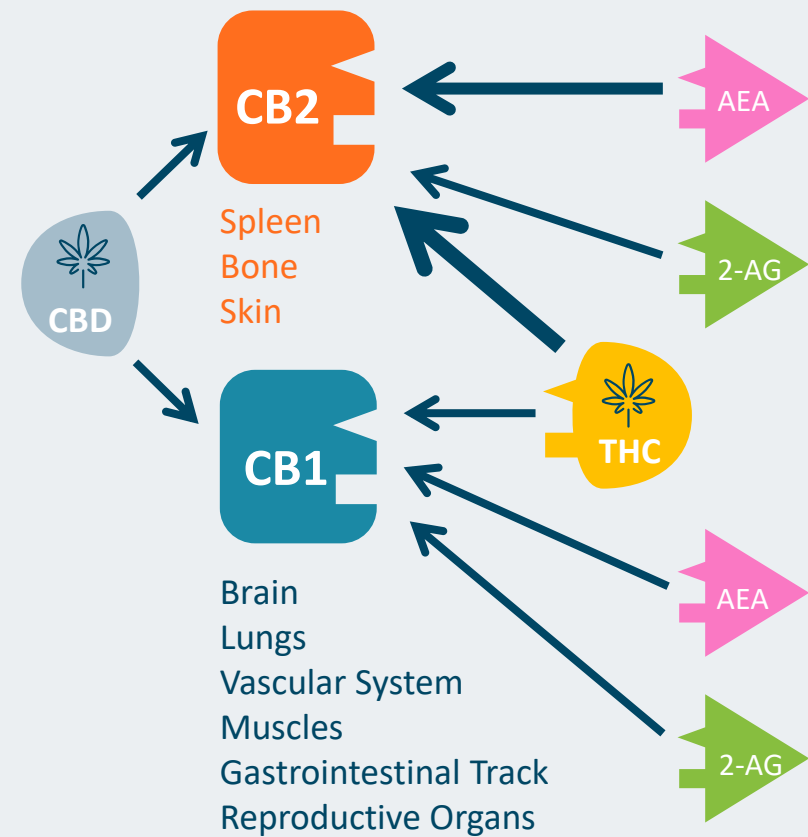 CB2
AEA
Spleen
Bone
Skin
2-AG
CBD
THC
CB1
AEA
Brain
Lungs
Vascular System
Muscles
Gastrointestinal Track
Reproductive Organs
2-AG